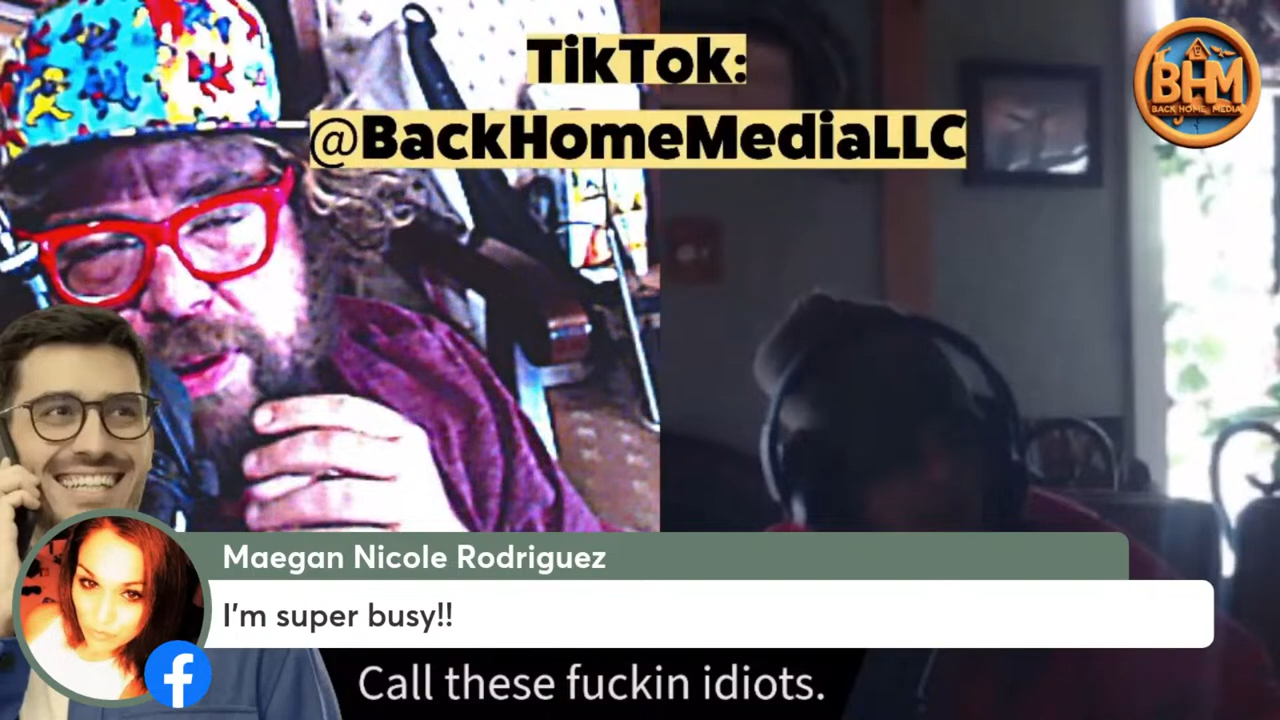 TikTok:
@BackHomeMediaLLC
BHM
BACK HOME MEDIA
Maegan Nicole Rodriguez
I'm super busy!!
Call these fuckin idiots.